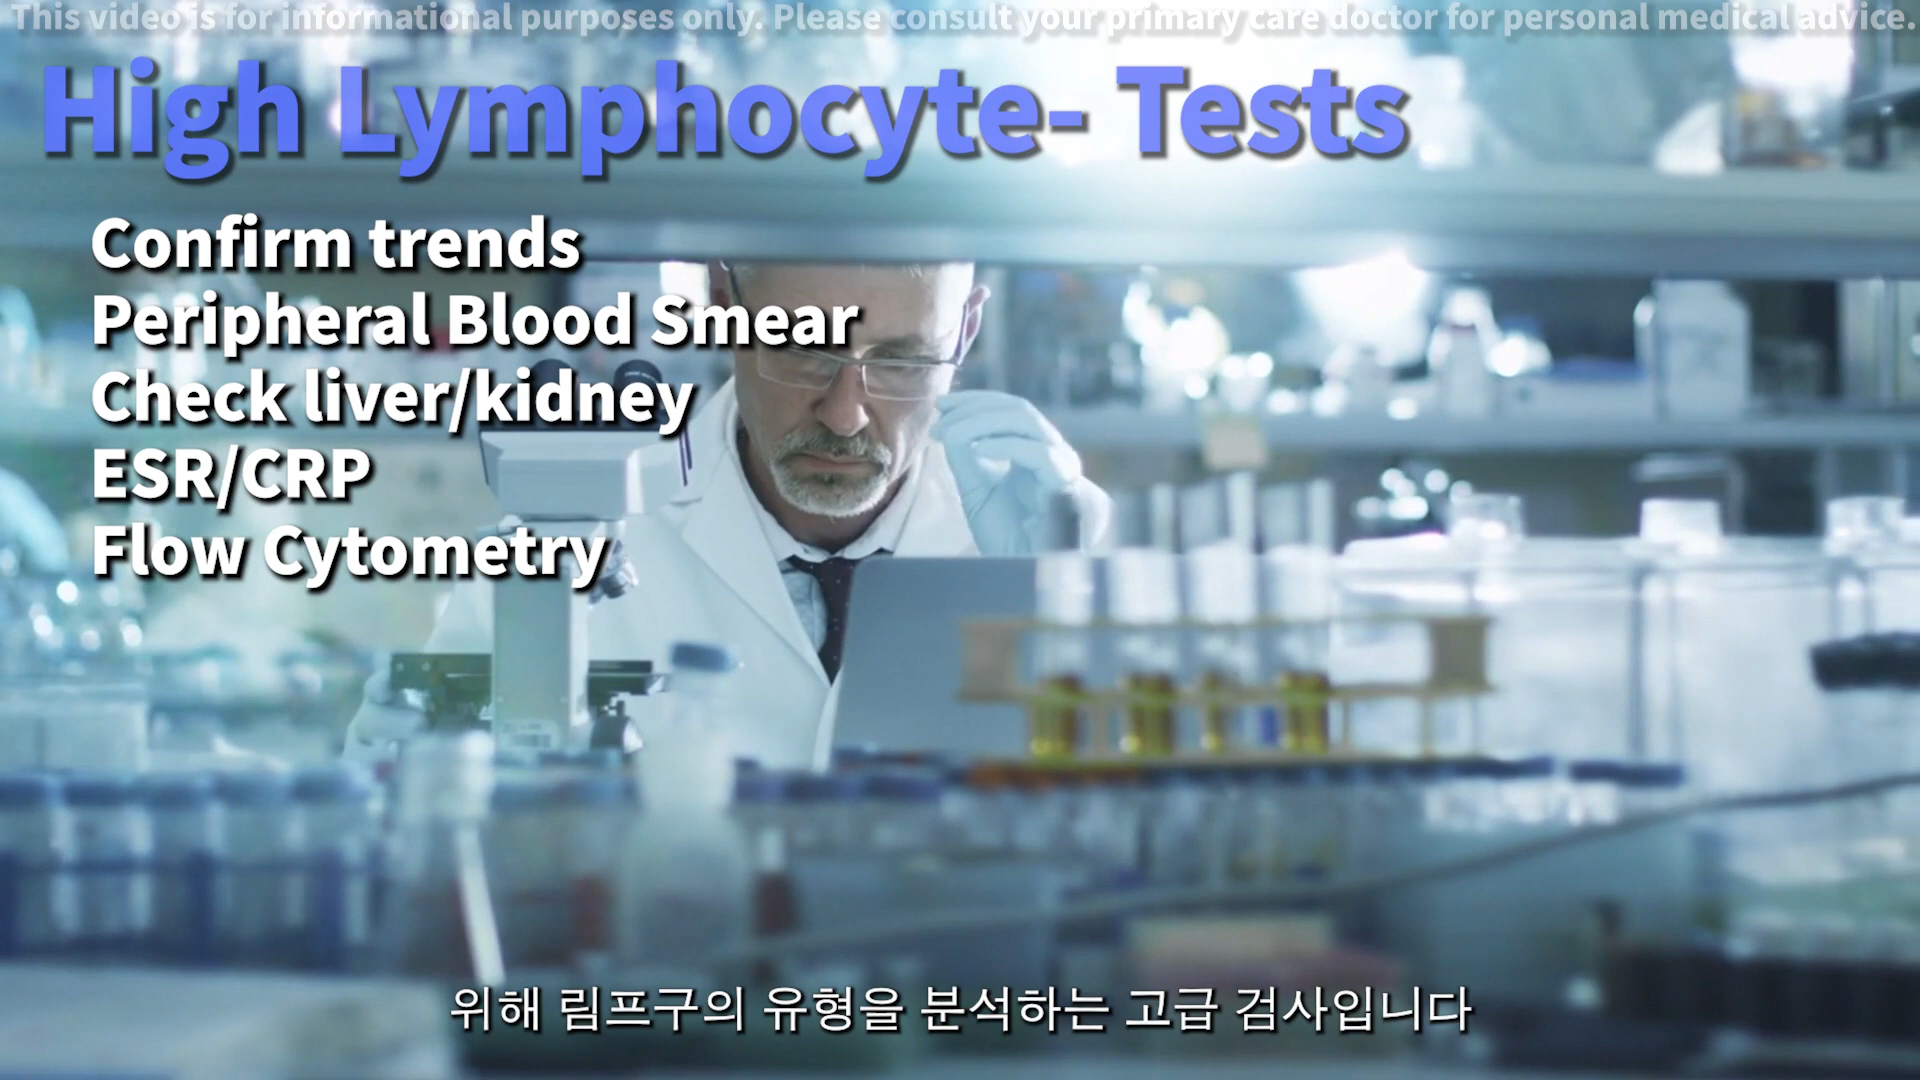 This video is for informational purposes only. Please consult your primary care doctor for personal medical advice.
High Lymphocyte- Tests
Confirm trends
Peripheral Blood Smear
Check liver/kidney
ESR/CRP
Flow Cytometry
위해 림프구의 유형을 분석하는 고급 검사입니다